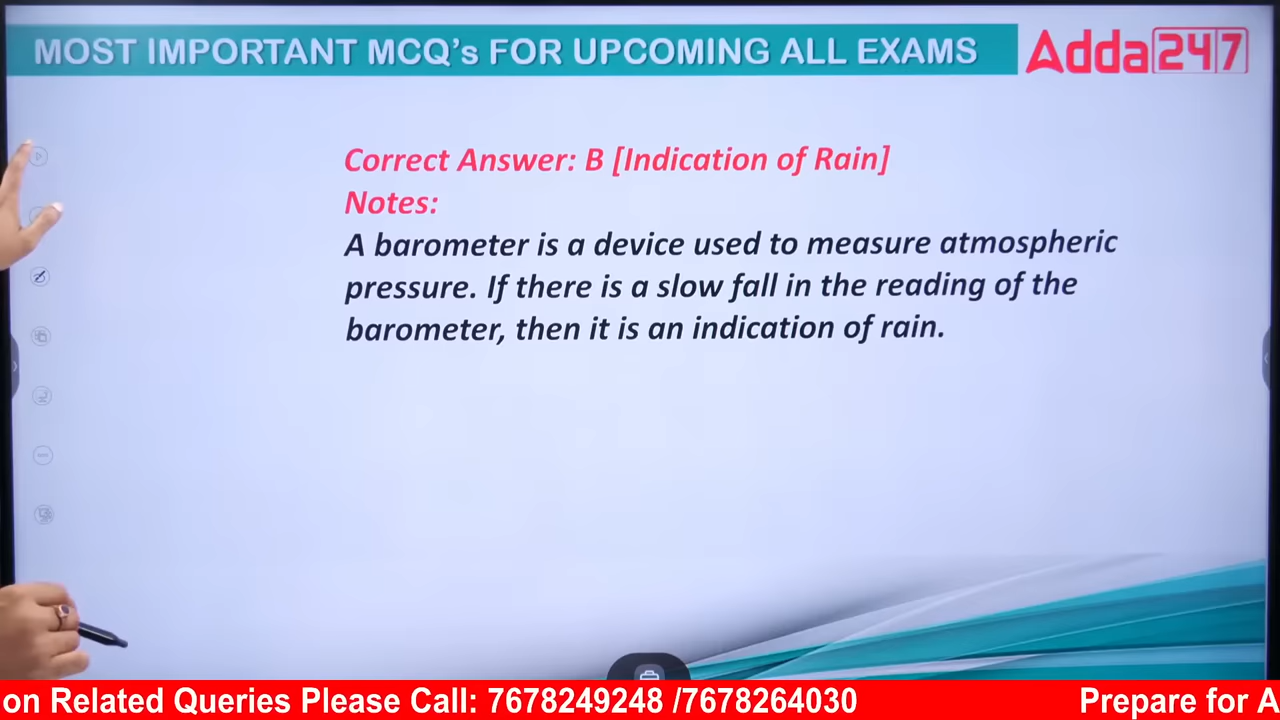 MOST IMPORTANT MCQ's FOR UPCOMING ALL EXAMS
Adda247
Correct Answer: B [Indication of Rain]
Notes:
A barometer is a device used to measure atmospheric
pressure. If there is a slow fall in the reading of the
barometer, then it is an indication of rain.
on Related Queries Please Call: 7678249248 /7678264030
Prepare for A